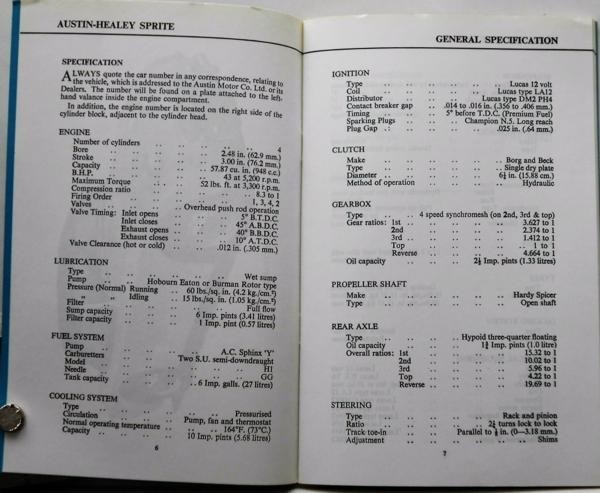 AUSTIN-HEALEY SPRITE
SPECIFICATION
ALWAYS quote the car number in any correspondence, relating to
the vehicle, which is addressed to the Austin Motor Co. Ltd. or its
Dealers. The number will be found on a plate attached to the left-
hand valance inside the engine compartment.
In addition, the engine number is located on the right side of the
cylinder block, adjacent to the cylinder head.
ENGINE
Number of cylinders .. .. .. .. .. 4
Bore .. .. .. .. 2.48 in. (62.9 mm.)
Stroke .. .. .. .. 3.00 in. (76.2 mm.)
Capacity .. .. .. .. 57.87 cu. in. (948 c.c.)
B.H.P. .. .. .. .. 43 at 5,200 r.p.m.
Maximum Torque .. .. 52 lbs. ft. at 3,300 r.p.m.
Compression ratio .. .. .. .. 8.3 to 1
Firing Order .. .. .. .. 1, 3, 4, 2
Valves .. .. .. Overhead push rod operation
Valve Timing: Inlet opens .. .. .. 5° B.T.D.C.
Inlet closes .. .. .. 45° A.B.D.C.
Exhaust opens .. .. .. 40° B.B.D.C.
Exhaust closes .. .. .. 10° A.T.D.C.
Valve Clearance (hot or cold) .. .. .012 in. (.305 mm.)
LUBRICATION
Type .. .. .. .. .. Wet sump
Pump .. .. Hobourn Eaton or Burman Rotor type
Pressure (Normal) Running .. 60 lbs./sq. in. (4.2 kg./cm.²)
„ „ Idling .. 15 lbs./sq. in. (1.05 kg./cm.²)
Filter .. .. .. .. .. Full flow
Sump capacity .. .. .. 6 Imp. pints (3.41 litres)
Filter capacity .. .. .. 1 Imp. pint (0.57 litres)
FUEL SYSTEM
Pump .. .. .. .. A.C. Sphinx 'Y'
Carburetters .. .. .. Two S.U. semi-downdraught
Model .. .. .. .. .. HI
Needle .. .. .. .. .. GG
Tank capacity .. .. .. 6 Imp. galls. (27 litres)
COOLING SYSTEM
Type .. .. .. .. .. Pressurised
Circulation .. .. .. Pump, fan and thermostat
Normal operating temperature .. .. 164°F. (73°C.)
Capacity .. .. .. 10 Imp. pints (5.68 litres)
6
GENERAL SPECIFICATION
IGNITION
Type .. .. .. .. .. Lucas 12 volt
Coil .. .. .. .. .. Lucas type LA12
Distributor .. .. .. Lucas type DM2 PH4
Contact breaker gap .. .014 to .016 in. (.356 to .406 mm.)
Timing .. .. .. 5° before T.D.C. (Premium Fuel)
Sparking Plugs .. .. Champion N.5. Long reach
Plug Gap .: .. .. .. .025 in. (.64 mm.)
CLUTCH
Make .. .. .. .. Borg and Beck
Type .. .. .. .. Single dry plate
Diameter .. .. .. .. 6¼ in. (15.88 cm.)
Method of operation .. .. .. Hydraulic
GEARBOX
Type .. .. 4 speed synchromesh (on 2nd, 3rd & top)
Gear ratios: 1st .. .. .. .. 3.627 to 1
2nd .. .. .. .. 2.374 to 1
3rd .. .. .. .. 1.412 to 1
Top .. .. .. .. 1 to 1
Reverse .. .. .. .. 4.664 to 1
Oil capacity .. .. .. 2⅓ Imp. pints (1.33 litres)
PROPELLER SHAFT
Make .. .. .. .. .. Hardy Spicer
Type .. .. .. .. .. Open shaft
REAR AXLE
Type .. .. .. Hypoid three-quarter floating
Oil capacity .. .. .. 1¾ Imp. pints (1.0 litre)
Overall ratios: 1st .. .. .. .. 15.32 to 1
2nd .. .. .. .. 10.02 to 1
3rd .. .. .. .. 5.96 to 1
Top .. .. .. .. 4.22 to 1
Reverse .. .. .. .. 19.69 to 1
STEERING
Type .. .. .. .. Rack and pinion
Ratio .. .. .. .. 2¼ turns lock to lock
Track toe-in .. .. Parallel to ⅛ in. (0—3.18 mm.)
Adjustment .. .. .. .. .. Shims
7